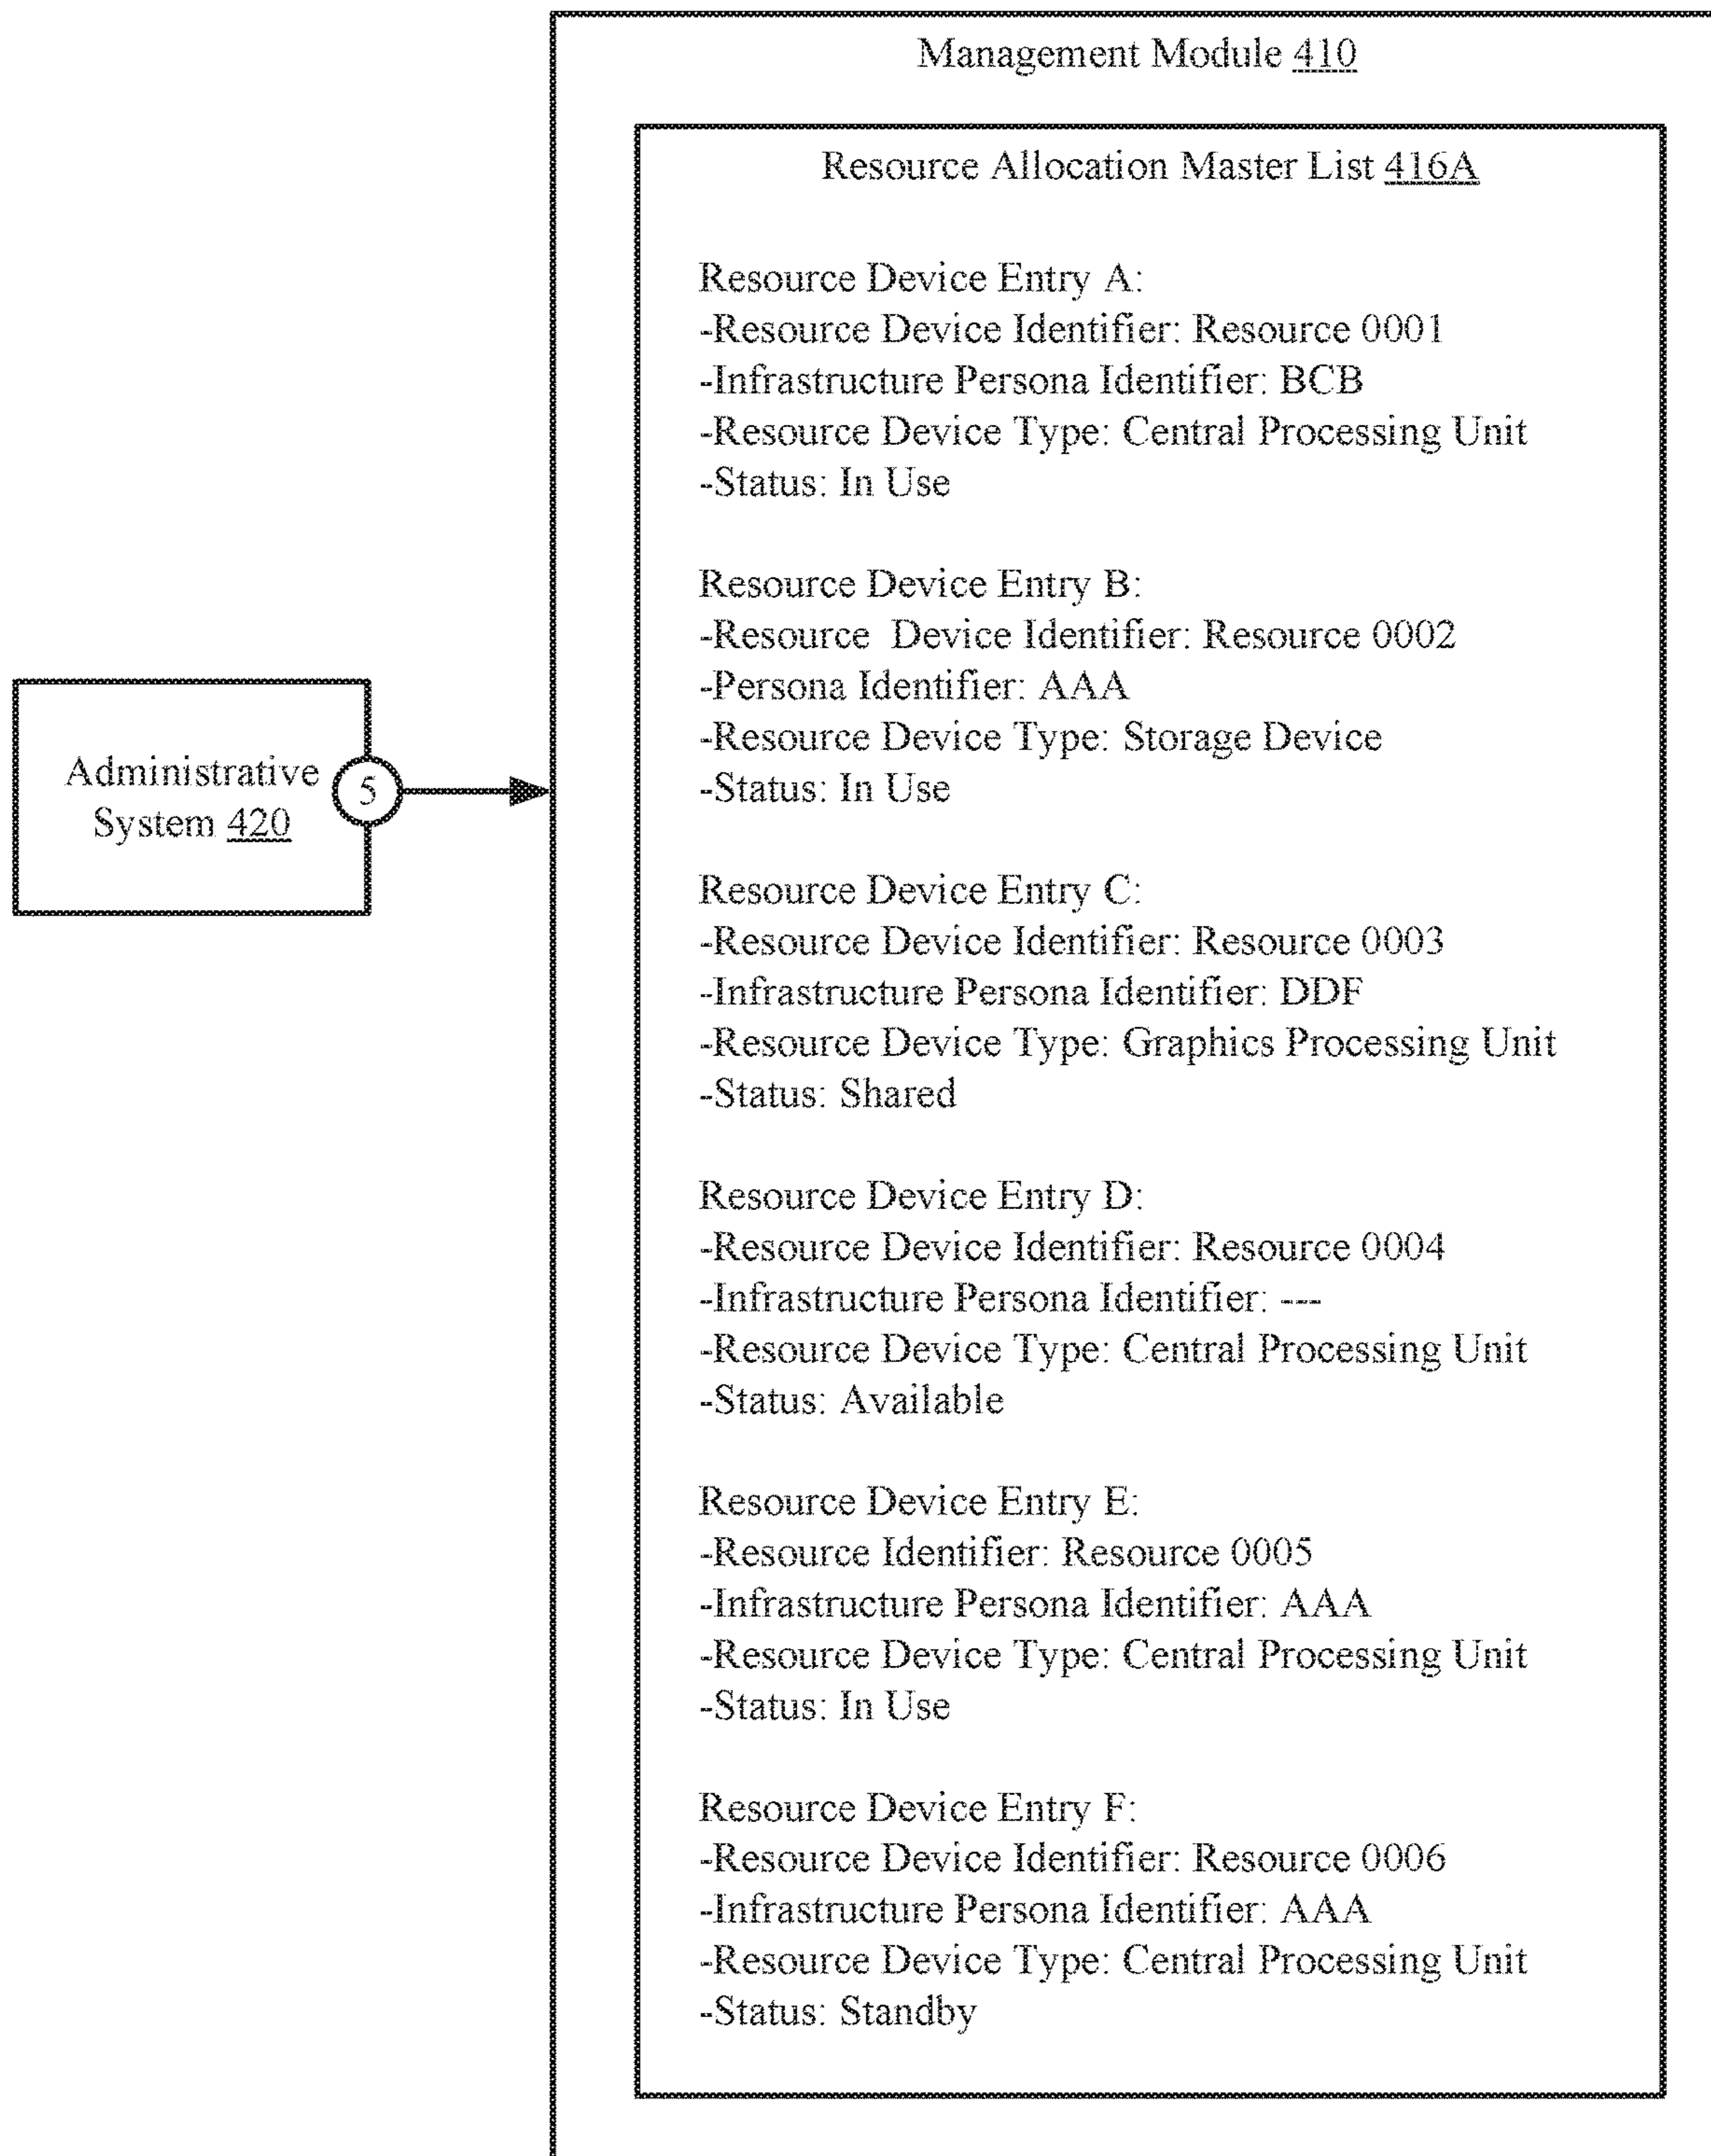 Management Module 410
Resource Allocation Master List 416A
Resource Device Entry A:
-Resource Device Identifier: Resource 0001
-Infrastructure Persona Identifier: BCB
-Resource Device Type: Central Processing Unit
-Status: In Use
Resource Device Entry B:
-Resource Device Identifier: Resource 0002
-Persona Identifier: AAA
-Resource Device Type: Storage Device
-Status: In Use
Administrative
System 420
5
Resource Device Entry C:
-Resource Device Identifier: Resource 0003
-Infrastructure Persona Identifier: DDF
-Resource Device Type: Graphics Processing Unit
-Status: Shared
Resource Device Entry D:
-Resource Device Identifier: Resource 0004
-Infrastructure Persona Identifier: ---
-Resource Device Type: Central Processing Unit
-Status: Available
Resource Device Entry E:
-Resource Identifier: Resource 0005
-Infrastructure Persona Identifier: AAA
-Resource Device Type: Central Processing Unit
-Status: In Use
Resource Device Entry F:
-Resource Device Identifier: Resource 0006
-Infrastructure Persona Identifier: AAA
-Resource Device Type: Central Processing Unit
-Status: Standby